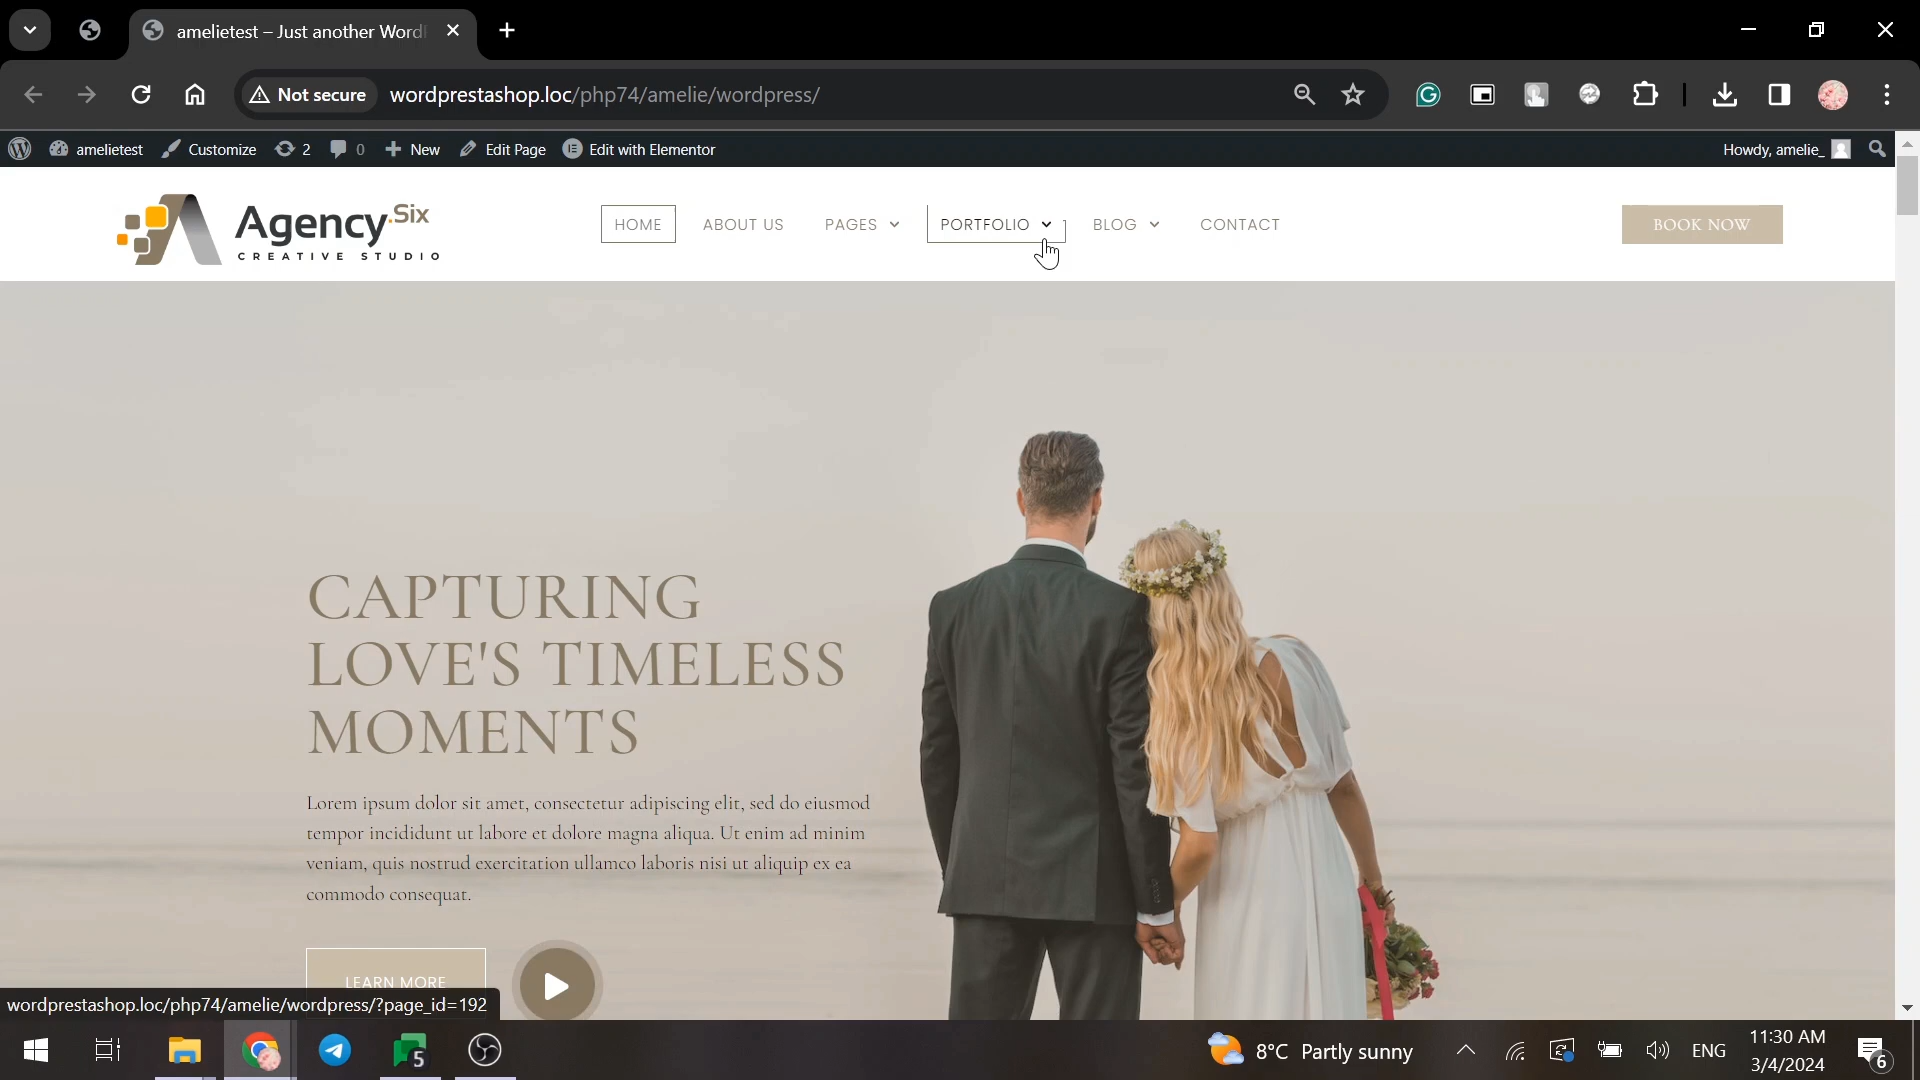 amelietest – Just another Word
Not secure
wordprestashop.loc/php74/amelie/wordpress/
amelietest
Customize
2
0
New
Edit Page
Edit with Elementor
Howdy, amelie_
Agency.Six
CREATIVE STUDIO
HOME
ABOUT US
PAGES
PORTFOLIO
BLOG
CONTACT
BOOK NOW
CAPTURING
LOVE'S TIMELESS
MOMENTS
Lorem ipsum dolor sit amet, consectetur adipiscing elit, sed do eiusmod
tempor incididunt ut labore et dolore magna aliqua. Ut enim ad minim
veniam, quis nostrud exercitation ullamco laboris nisi ut aliquip ex ea
commodo consequat.
LEARN MORE
wordprestashop.loc/php74/amelie/wordpress/?page_id=192
5
8°C Partly sunny
ENG
11:30 AM
3/4/2024
6